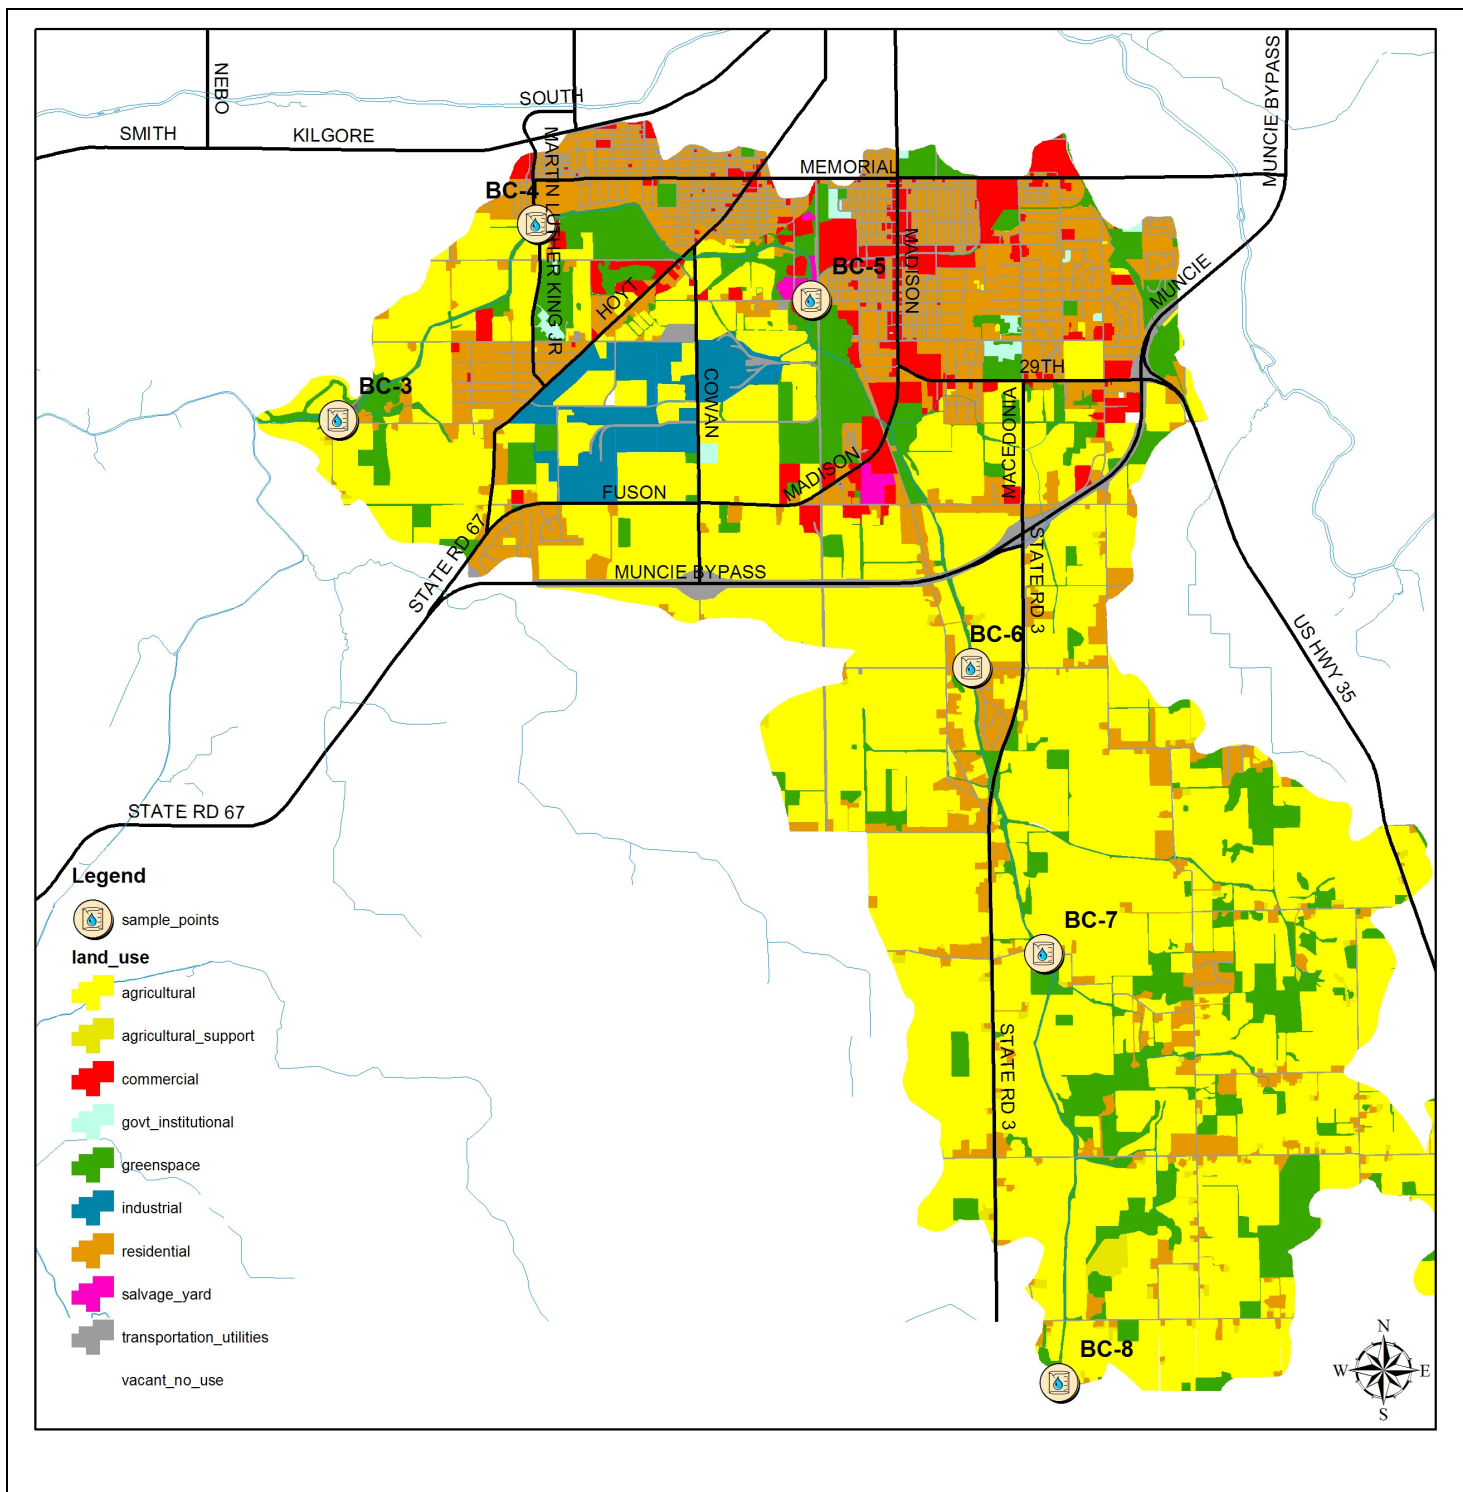 NEBO
SOUTH
SMITH
KILGORE
MUNCIE BYPASS
MARTIN LUTHER KING JR
MEMORIAL
BC-4
MADISON
BC-5
HOYT
MUNCIE
BC-3
29TH
COWAN
MACEDONIA
MADISON
FUSON
STATE RD 67
MUNCIE BYPASS
STATE RD 3
BC-6
US HWY 35
STATE RD 67
BC-7
STATE RD 3
BC-8
Legend
sample_points
land_use
agricultural
agricultural_support
commercial
govt_institutional
greenspace
industrial
residential
salvage_yard
transportation_utilities
vacant_no_use
N
W
E
S